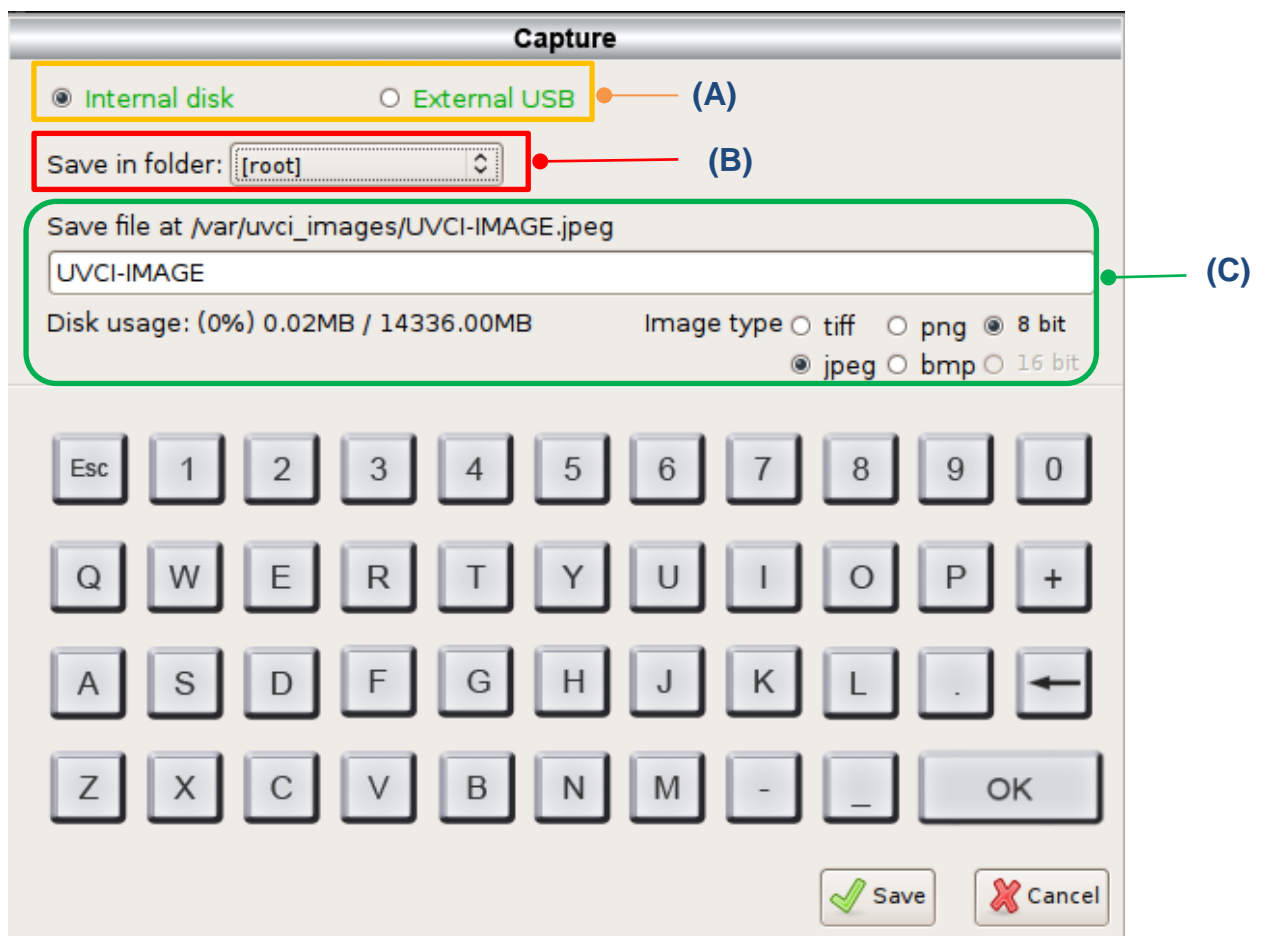 Capture
Internal disk External USB (A)
Save in folder: [root] (B)
Save file at /var/uvci_images/UVCI-IMAGE.jpeg
UVCI-IMAGE
(C)
Disk usage: (0%) 0.02MB / 14336.00MB Image type tiff png 8 bit
jpeg bmp 16 bit
Esc 1 2 3 4 5 6 7 8 9 0
Q W E R T Y U I O P +
A S D F G H J K L .
Z X C V B N M - _ OK
Save Cancel